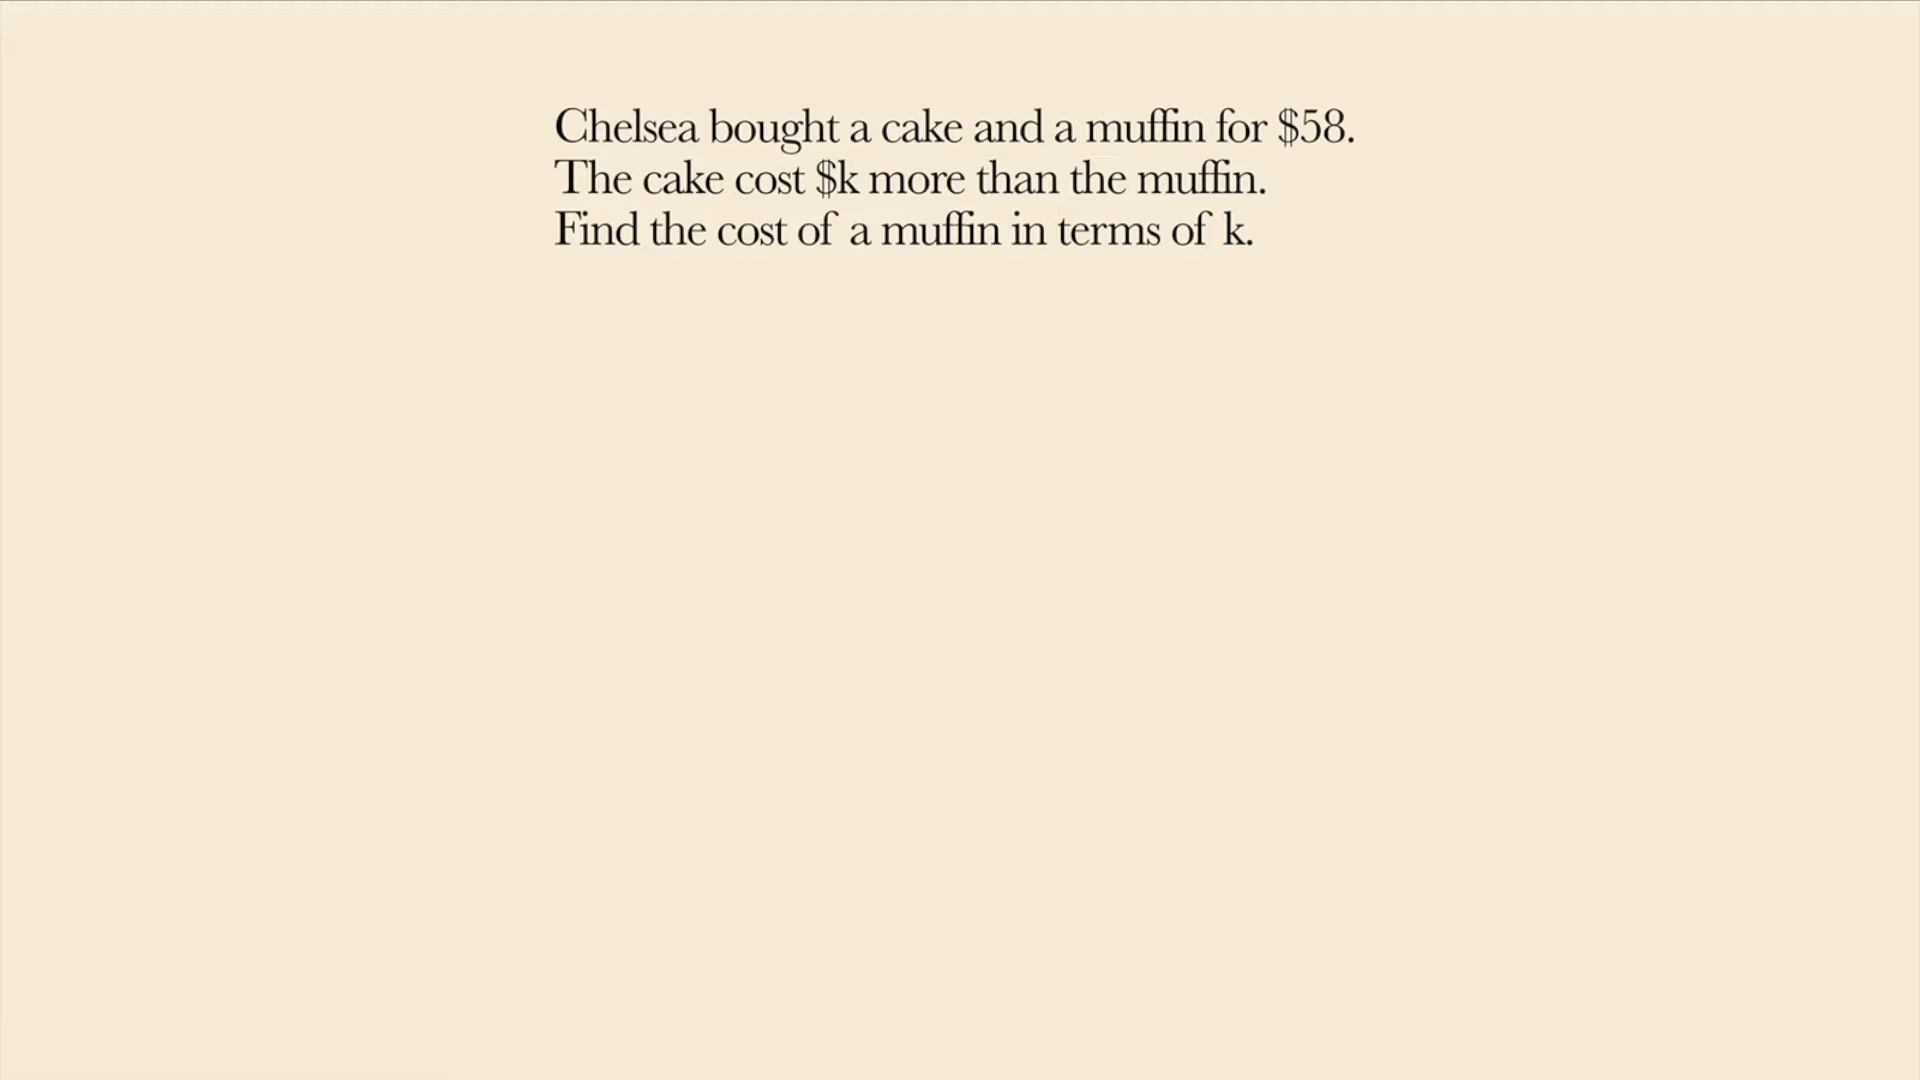 Chelsea bought a cake and a muffin for $58.
The cake cost $k more than the muffin.
Find the cost of a muffin in terms of k.